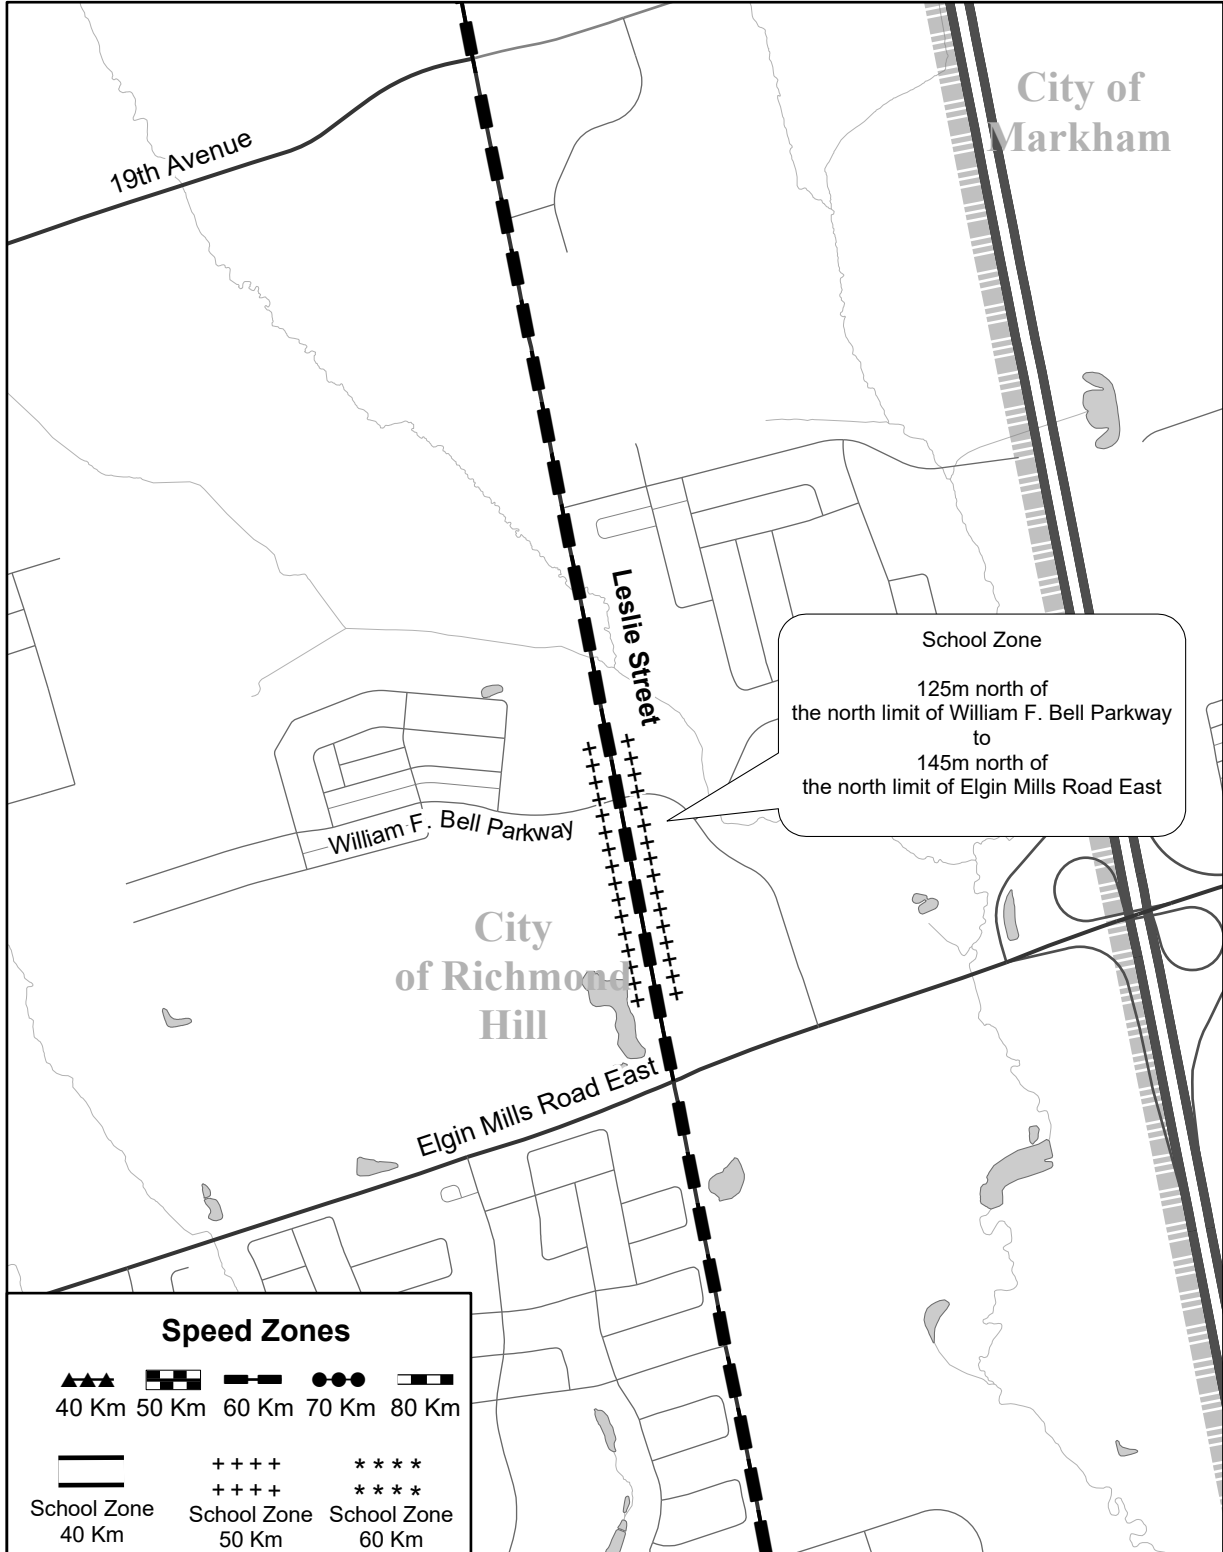 City of
Markham
19th Avenue
Leslie Street
School Zone
125m north of
the north limit of William F. Bell Parkway
to
145m north of
the north limit of Elgin Mills Road East
William F. Bell Parkway
City
of Richmond
Hill
Elgin Mills Road East
Speed Zones
40 Km 50 Km 60 Km 70 Km 80 Km
School Zone
40 Km
School Zone
50 Km
School Zone
60 Km